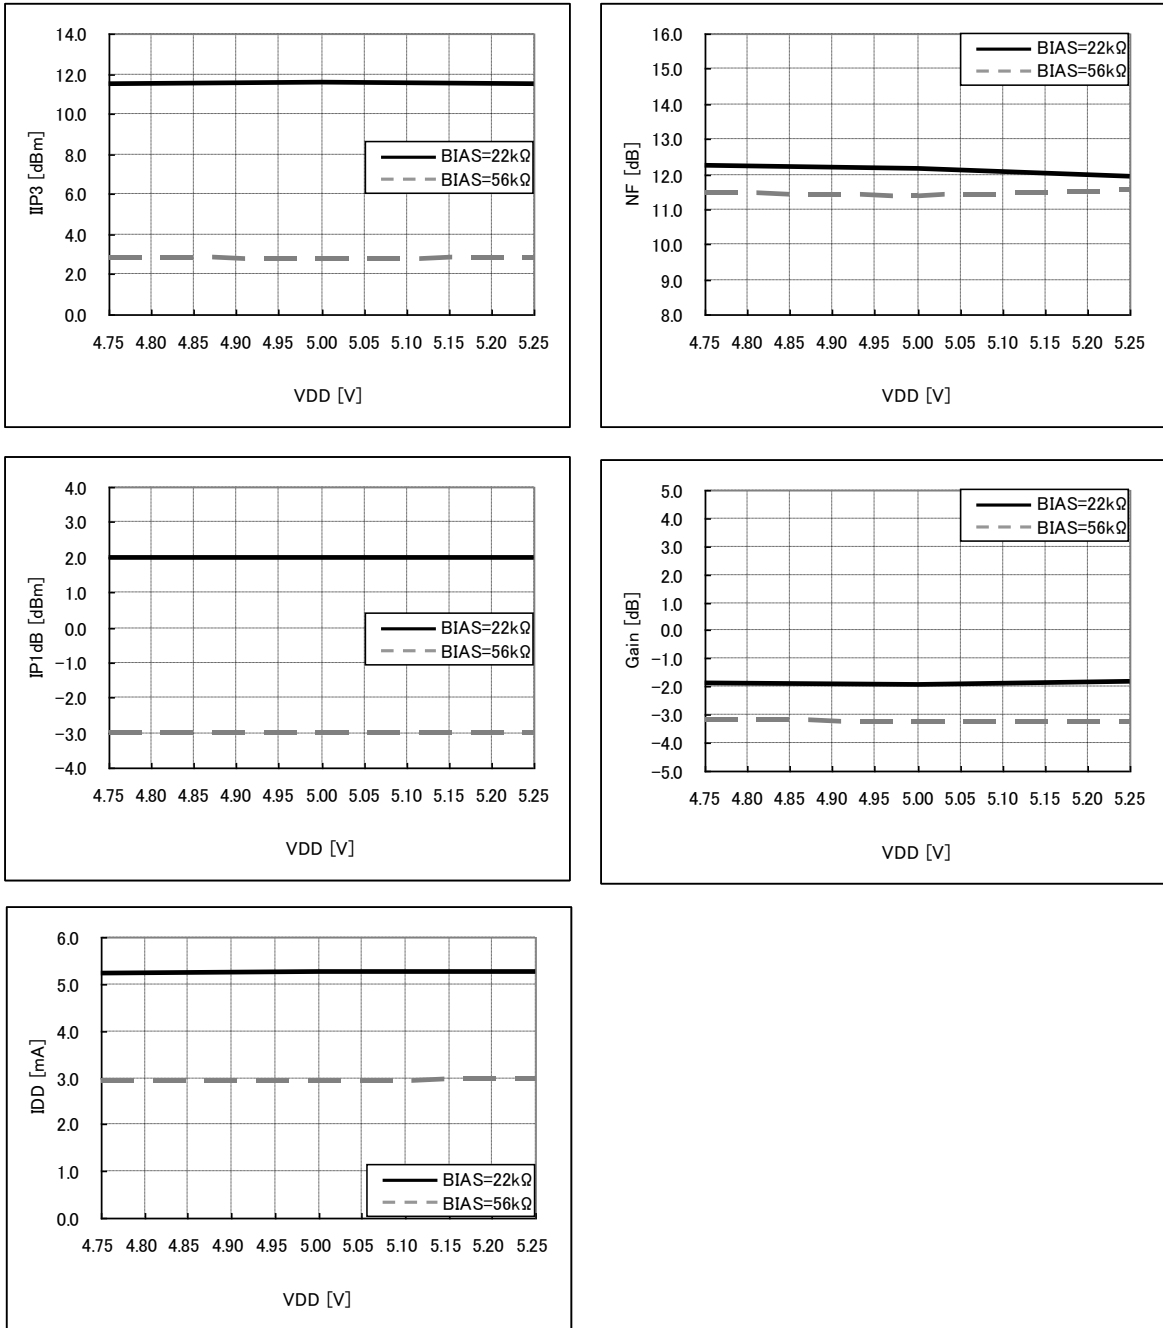 14.0
12.0
10.0
8.0
6.0
4.0
2.0
0.0
IIP3 [dBm]
BIAS=22kΩ
BIAS=56kΩ
4.75 4.80 4.85 4.90 4.95 5.00 5.05 5.10 5.15 5.20 5.25
VDD [V]
16.0
15.0
14.0
13.0
12.0
11.0
10.0
9.0
8.0
NF [dB]
BIAS=22kΩ
BIAS=56kΩ
4.75 4.80 4.85 4.90 4.95 5.00 5.05 5.10 5.15 5.20 5.25
VDD [V]
4.0
3.0
2.0
1.0
0.0
-1.0
-2.0
-3.0
-4.0
IP1dB [dBm]
BIAS=22kΩ
BIAS=56kΩ
4.75 4.80 4.85 4.90 4.95 5.00 5.05 5.10 5.15 5.20 5.25
VDD [V]
5.0
4.0
3.0
2.0
1.0
0.0
-1.0
-2.0
-3.0
-4.0
-5.0
Gain [dB]
BIAS=22kΩ
BIAS=56kΩ
4.75 4.80 4.85 4.90 4.95 5.00 5.05 5.10 5.15 5.20 5.25
VDD [V]
6.0
5.0
4.0
3.0
2.0
1.0
0.0
IDD [mA]
BIAS=22kΩ
BIAS=56kΩ
4.75 4.80 4.85 4.90 4.95 5.00 5.05 5.10 5.15 5.20 5.25
VDD [V]